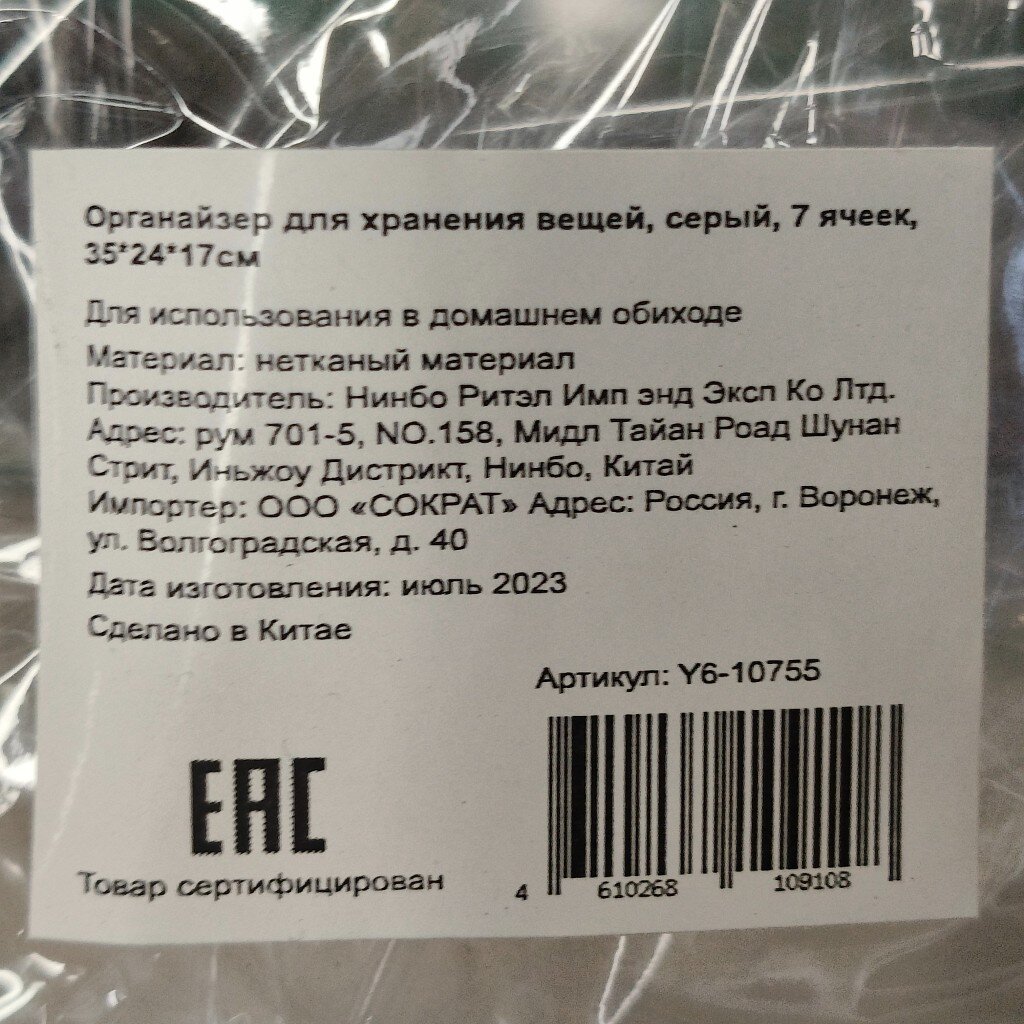 Органайзер для хранения вещей, серый, 7 ячеек,
35*24*17см
Для использования в домашнем обиходе
Материал: нетканый материал
Производитель: Нинбо Ритэл Имп энд Эксп Ко Лтд.
Адрес: рум 701-5, NO.158, Мидл Тайан Роад Шунан
Стрит, Иньжоу Дистрикт, Нинбо, Китай
Импортер: ООО «СОКРАТ» Адрес: Россия, г. Воронеж,
ул. Волгоградская, д. 40
Дата изготовления: июль 2023
Сделано в Китае
Артикул: Y6-10755
EAC
Товар сертифицирован
4 610268 109108